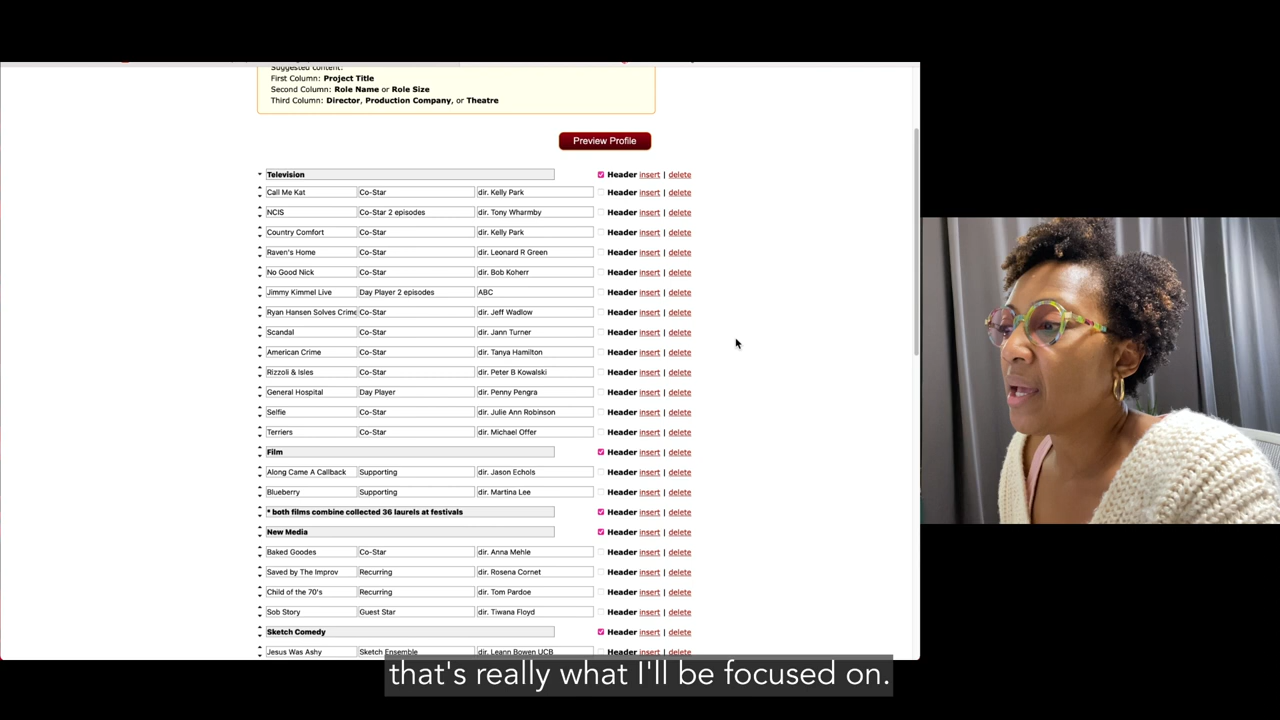 Suggested content:
First Column: Project Title
Second Column: Role Name or Role Size
Third Column: Director, Production Company, or Theatre
Preview Profile
Television Header insert | delete
Call Me Kat Co-Star dir. Kelly Park Header insert | delete
NCIS Co-Star 2 episodes dir. Tony Wharmby Header insert | delete
Country Comfort Co-Star dir. Kelly Park Header insert | delete
Raven's Home Co-Star dir. Leonard R Green Header insert | delete
No Good Nick Co-Star dir. Bob Koherr Header insert | delete
Jimmy Kimmel Live Day Player 2 episodes ABC Header insert | delete
Ryan Hansen Solves Crime Co-Star dir. Jeff Wadlow Header insert | delete
Scandal Co-Star dir. Jann Turner Header insert | delete
American Crime Co-Star dir. Tanya Hamilton Header insert | delete
Rizzoli & Isles Co-Star dir. Peter B Kowalski Header insert | delete
General Hospital Day Player dir. Penny Pengra Header insert | delete
Selfie Co-Star dir. Julie Ann Robinson Header insert | delete
Terriers Co-Star dir. Michael Offer Header insert | delete
Film Header insert | delete
Along Came A Callback Supporting dir. Jason Echols Header insert | delete
Blueberry Supporting dir. Martina Lee Header insert | delete
* both films combine collected 36 laurels at festivals Header insert | delete
New Media Header insert | delete
Baked Goodes Co-Star dir. Anna Mehle Header insert | delete
Saved by The Improv Recurring dir. Rosena Cornet Header insert | delete
Child of the 70's Recurring dir. Tom Pardoe Header insert | delete
Sob Story Guest Star dir. Tiwana Floyd Header insert | delete
Sketch Comedy Header insert | delete
Jesus Was Ashy Sketch Ensemble dir. Leann Bowen UCB Header insert | delete
that's really what I'll be focused on.